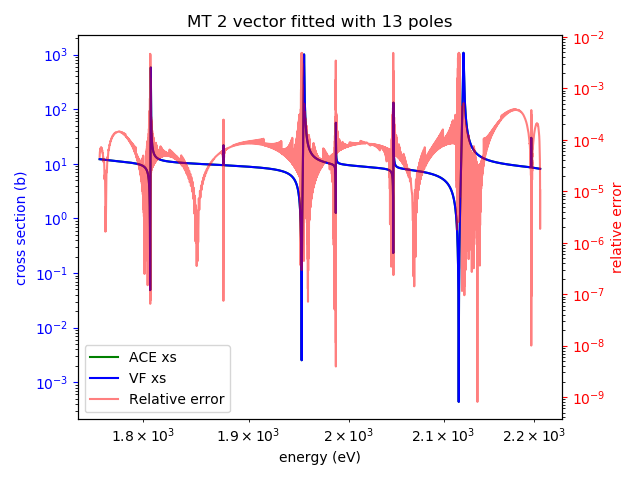 MT 2 vector fitted with 13 poles
10³
10²
10¹
10⁰
10⁻¹
10⁻²
10⁻³
cross section (b)
10⁻²
10⁻³
10⁻⁴
10⁻⁵
10⁻⁶
10⁻⁷
10⁻⁸
10⁻⁹
relative error
ACE xs
VF xs
Relative error
1.8 × 10³ 1.9 × 10³ 2 × 10³ 2.1 × 10³ 2.2 × 10³
energy (eV)